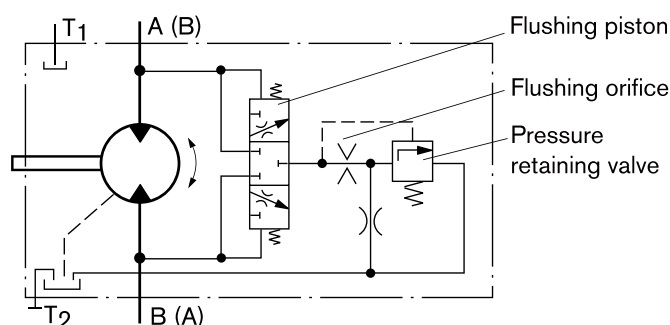 T1
A (B)
Flushing piston
Flushing orifice
Pressure
retaining valve
T2
B (A)